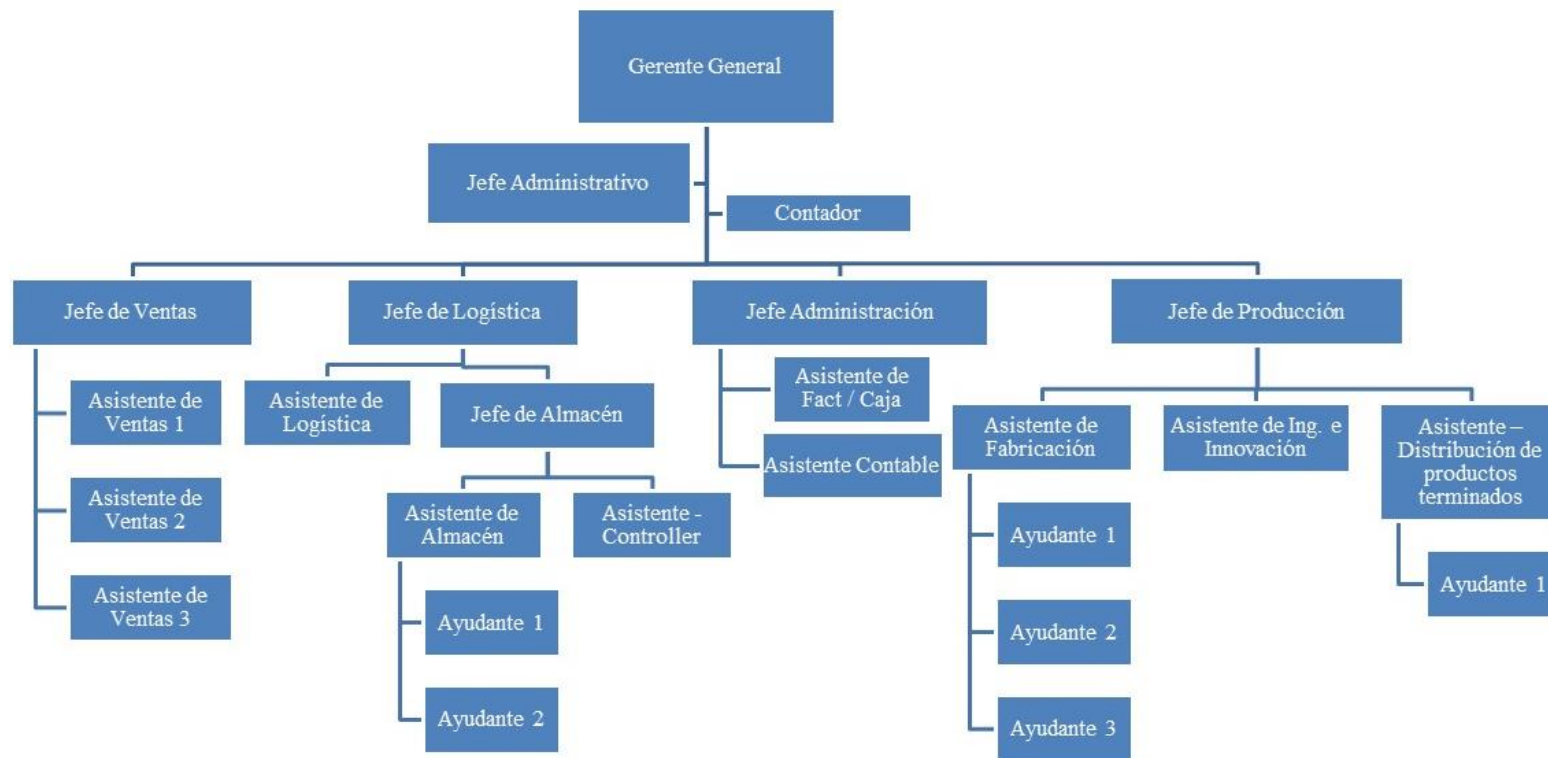 Gerente General
Jefe Administrativo
Contador
Jefe de Ventas
Jefe de Logística
Jefe Administración
Jefe de Producción
Asistente de
Ventas 1
Asistente de
Ventas 2
Asistente de
Ventas 3
Asistente de
Logística
Jefe de Almacén
Asistente de
Almacén
Ayudante 1
Ayudante 2
Asistente -
Controller
Asistente de
Fact / Caja
Asistente Contable
Asistente de
Fabricación
Ayudante 1
Ayudante 2
Ayudante 3
Asistente de Ing. e
Innovación
Asistente –
Distribución de
productos
terminados
Ayudante 1